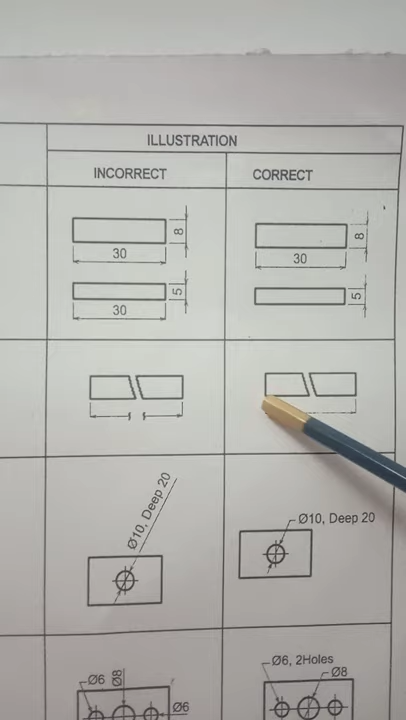 ILLUSTRATION
INCORRECT CORRECT
8 8
30 30
5 5
30
Ø10, Deep 20
Ø10, Deep 20
Ø6, 2Holes
Ø6 Ø8 Ø8
Ø6